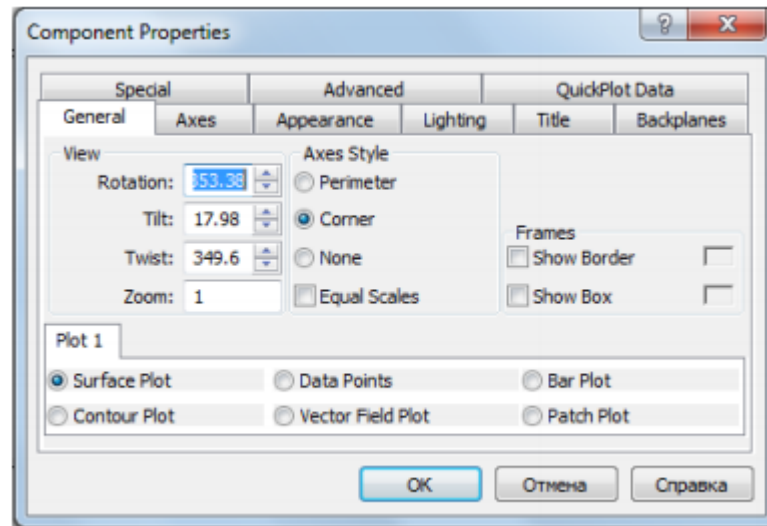 Component Properties
Special Advanced QuickPlot Data
General Axes Appearance Lighting Title Backplanes
View Axes Style
Rotation: 353.38 Perimeter
Tilt: 17.98 Corner
Frames
Twist: 349.6 None Show Border
Zoom: 1 Equal Scales Show Box
Plot 1
Surface Plot Data Points Bar Plot
Contour Plot Vector Field Plot Patch Plot
OK Отмена Справка